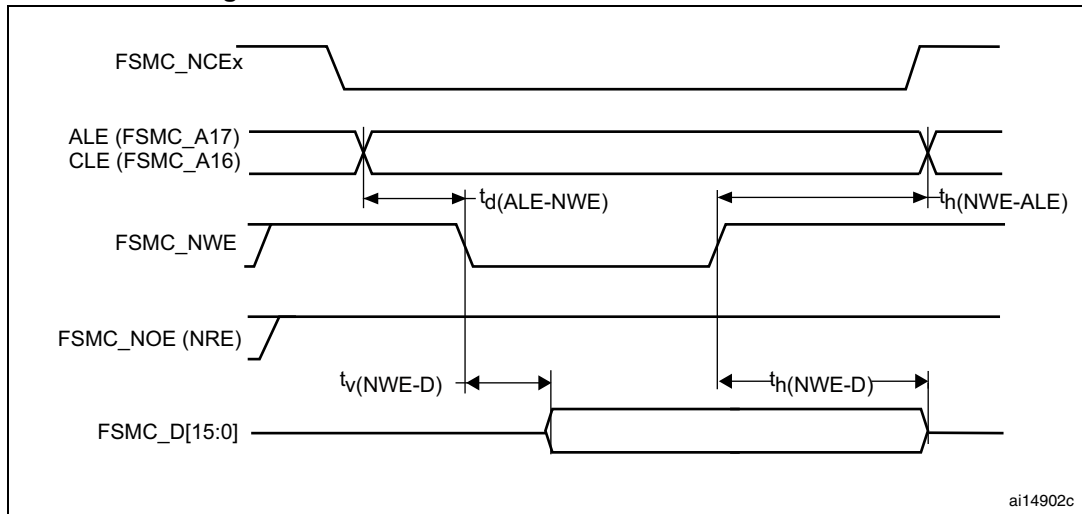 FSMC_NCEx
ALE (FSMC_A17)
CLE (FSMC_A16)
td(ALE-NWE)
th(NWE-ALE)
FSMC_NWE
FSMC_NOE (NRE)
tv(NWE-D)
th(NWE-D)
FSMC_D[15:0]
ai14902c